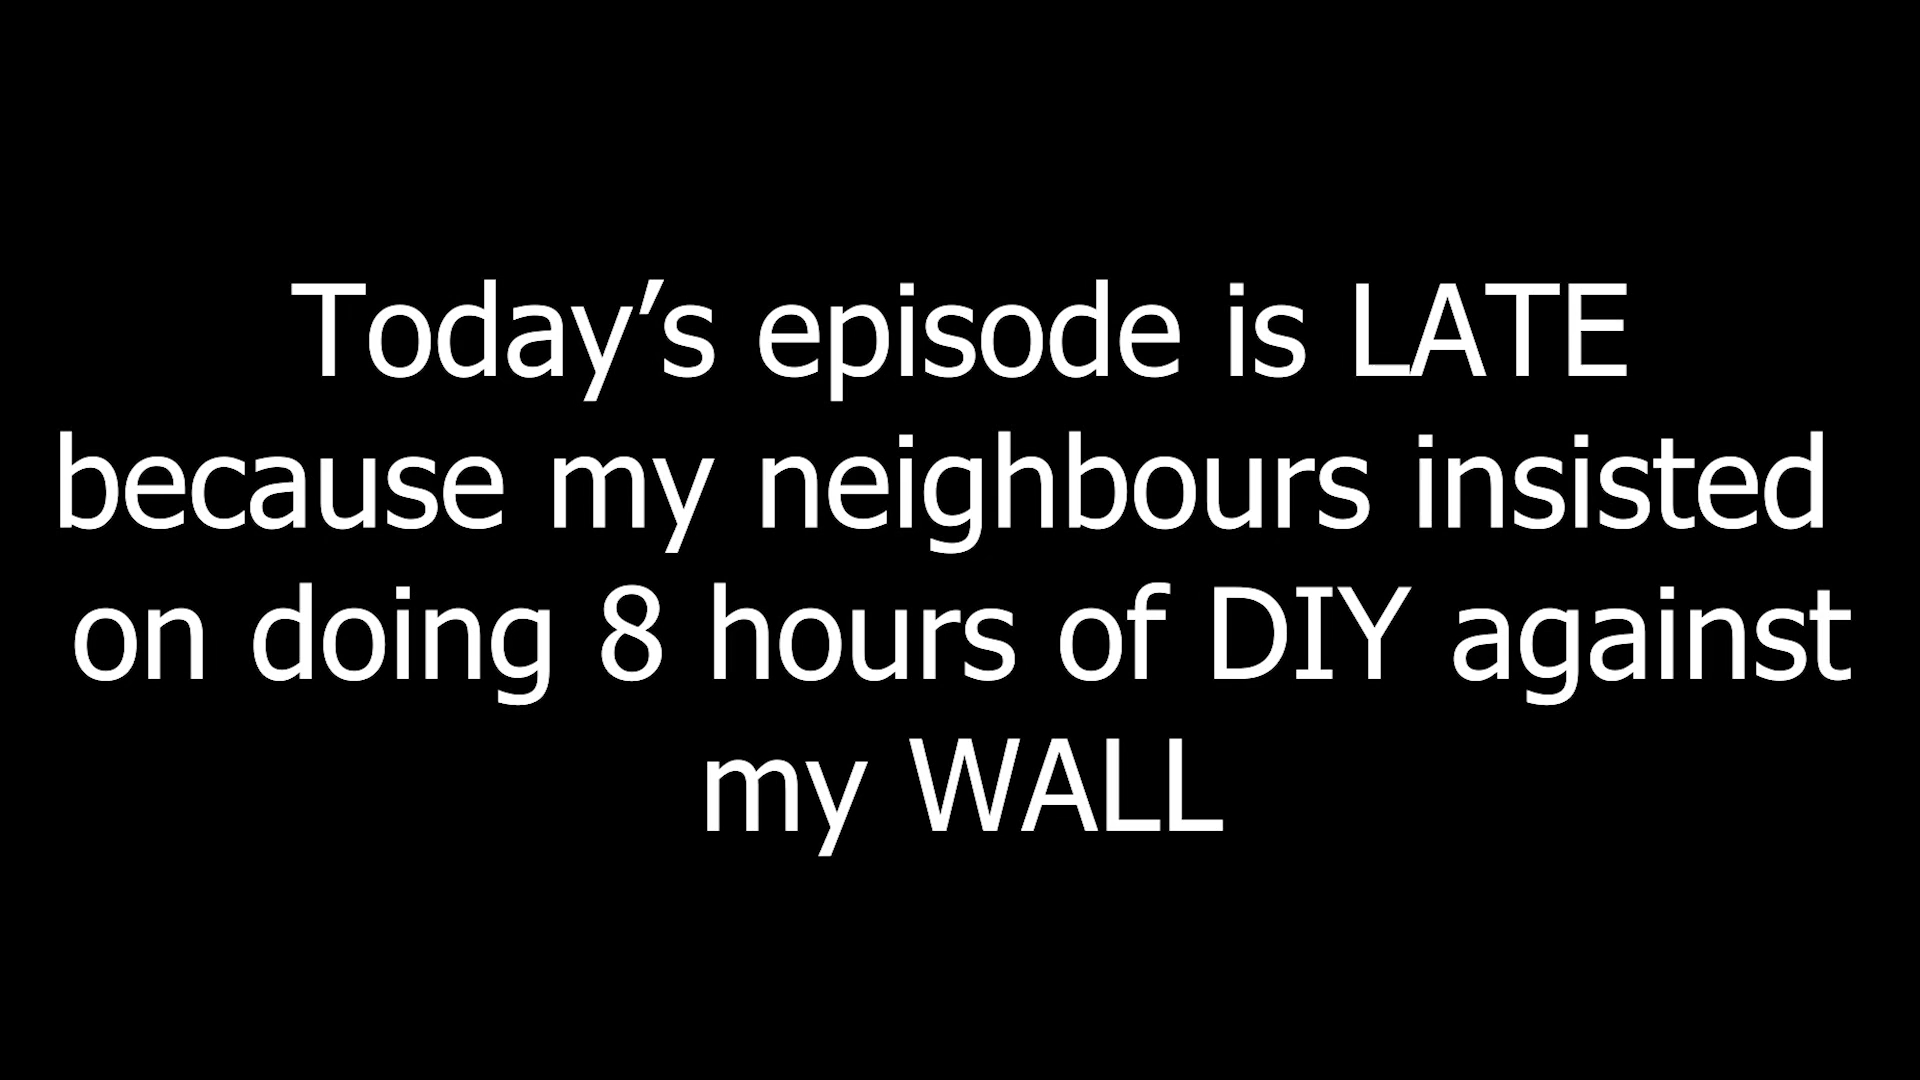 Today’s episode is LATE
because my neighbours insisted
on doing 8 hours of DIY against
my WALL